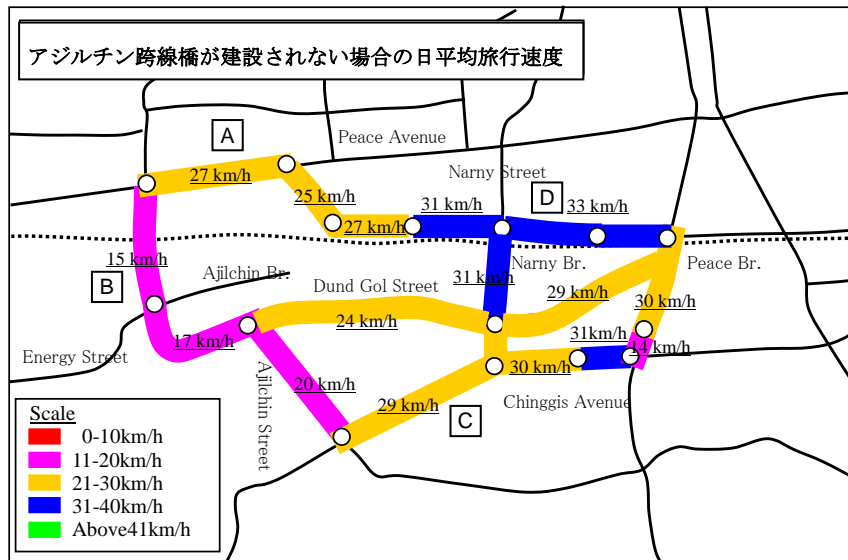 アジルチン跨線橋が建設されない場合の日平均旅行速度
A
Peace Avenue
27 km/h
Narny Street
25 km/h
31 km/h
D
33 km/h
27 km/h
15 km/h
Ajilchin Br.
31 km/h
Narny Br.
Peace Br.
B
Dund Gol Street
29 km/h
30 km/h
24 km/h
31km/h
17 km/h
14 km/h
Energy Street
30 km/h
20 km/h
Ajilchin Street
29 km/h
Chinggis Avenue
C
Scale
0-10km/h
11-20km/h
21-30km/h
31-40km/h
Above41km/h